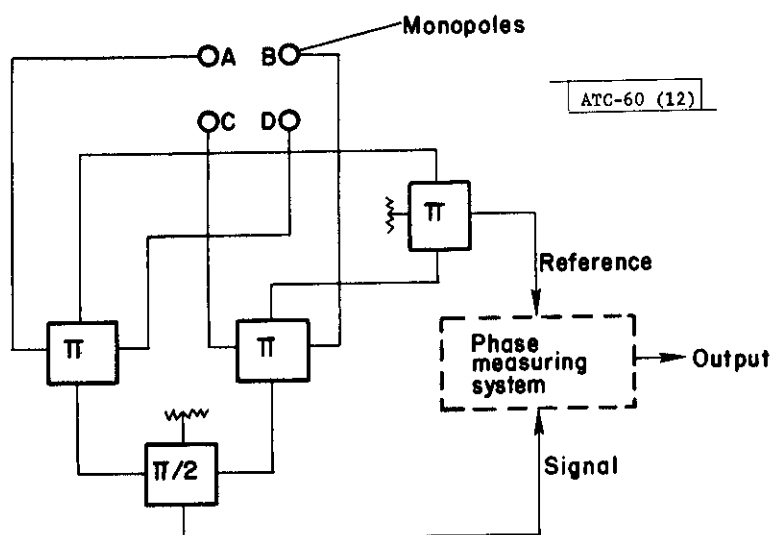 Monopoles
A B
C D
ATC-60 (12)
π
Reference
π
π
Phase
measuring
system
Output
π/2
Signal